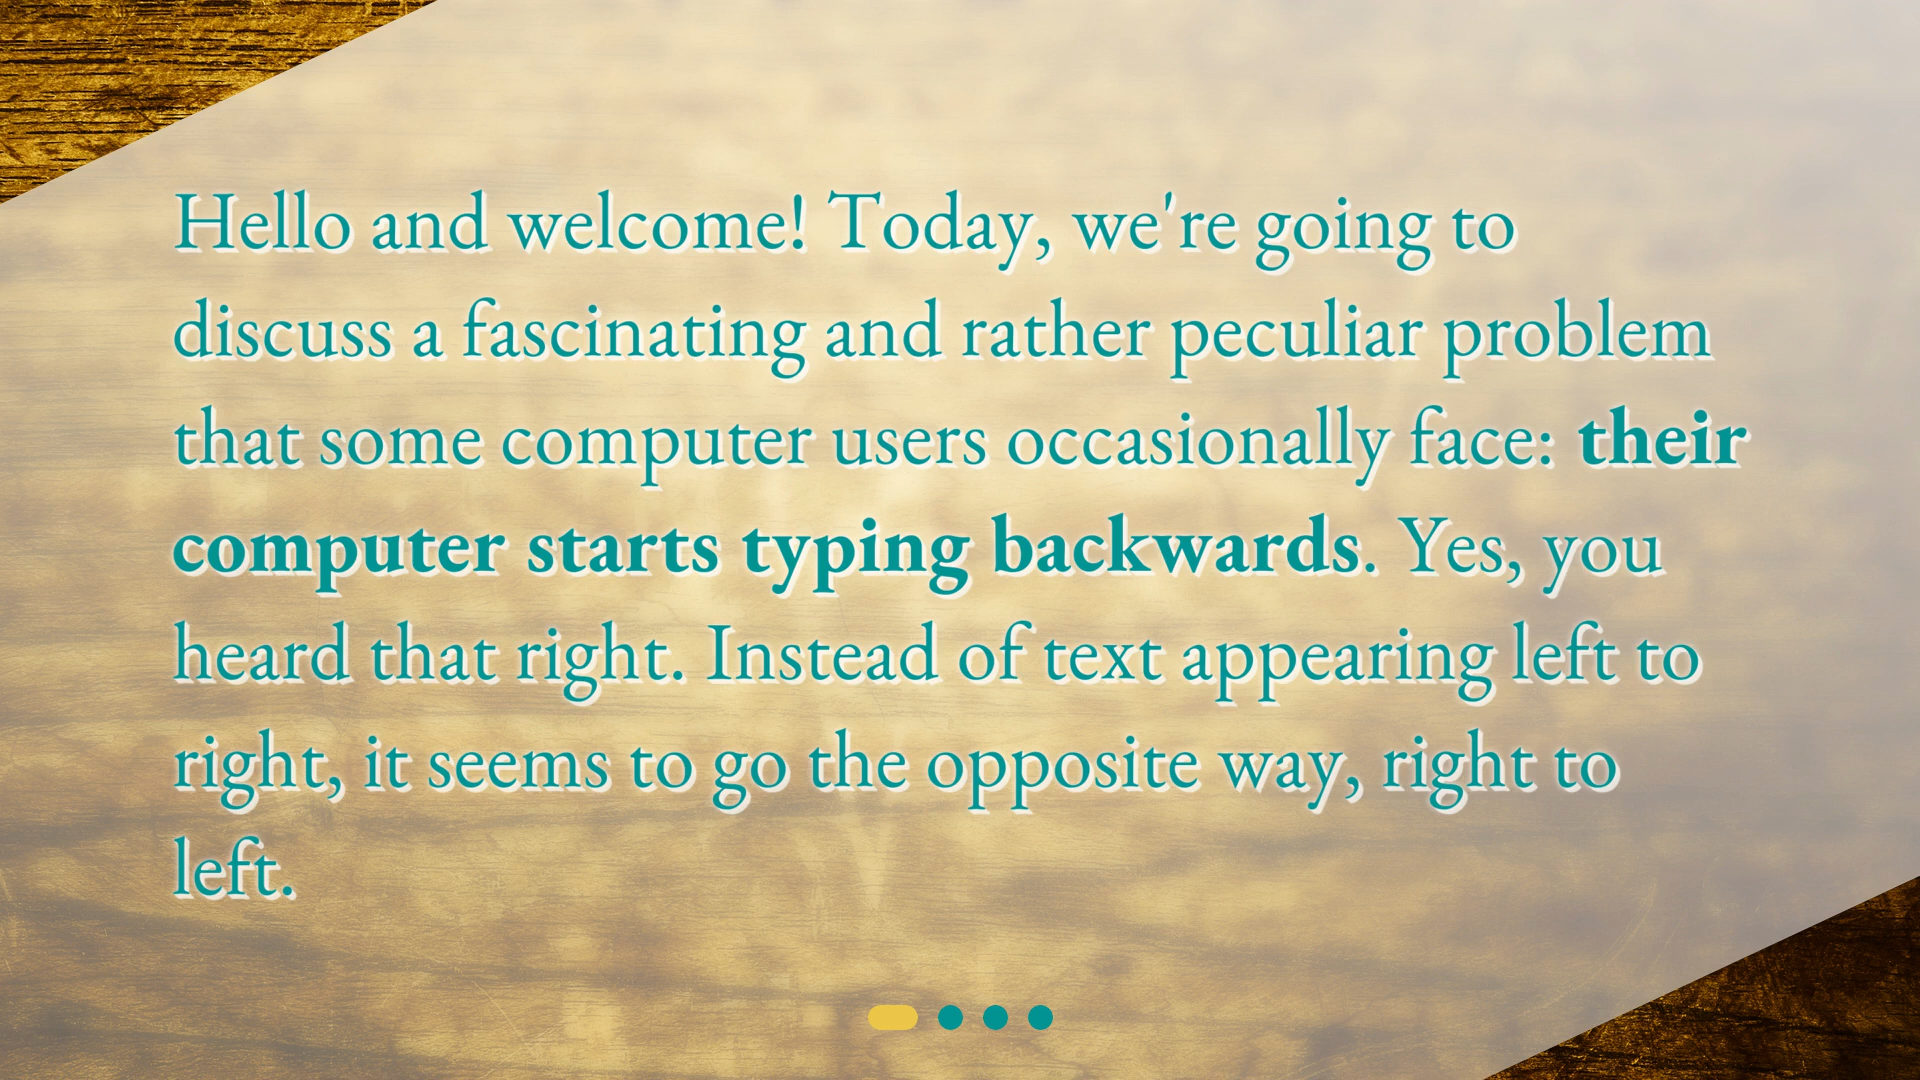 Hello and welcome! Today, we're going to
discuss a fascinating and rather peculiar problem
that some computer users occasionally face: their
computer starts typing backwards. Yes, you
heard that right. Instead of text appearing left to
right, it seems to go the opposite way, right to
left.